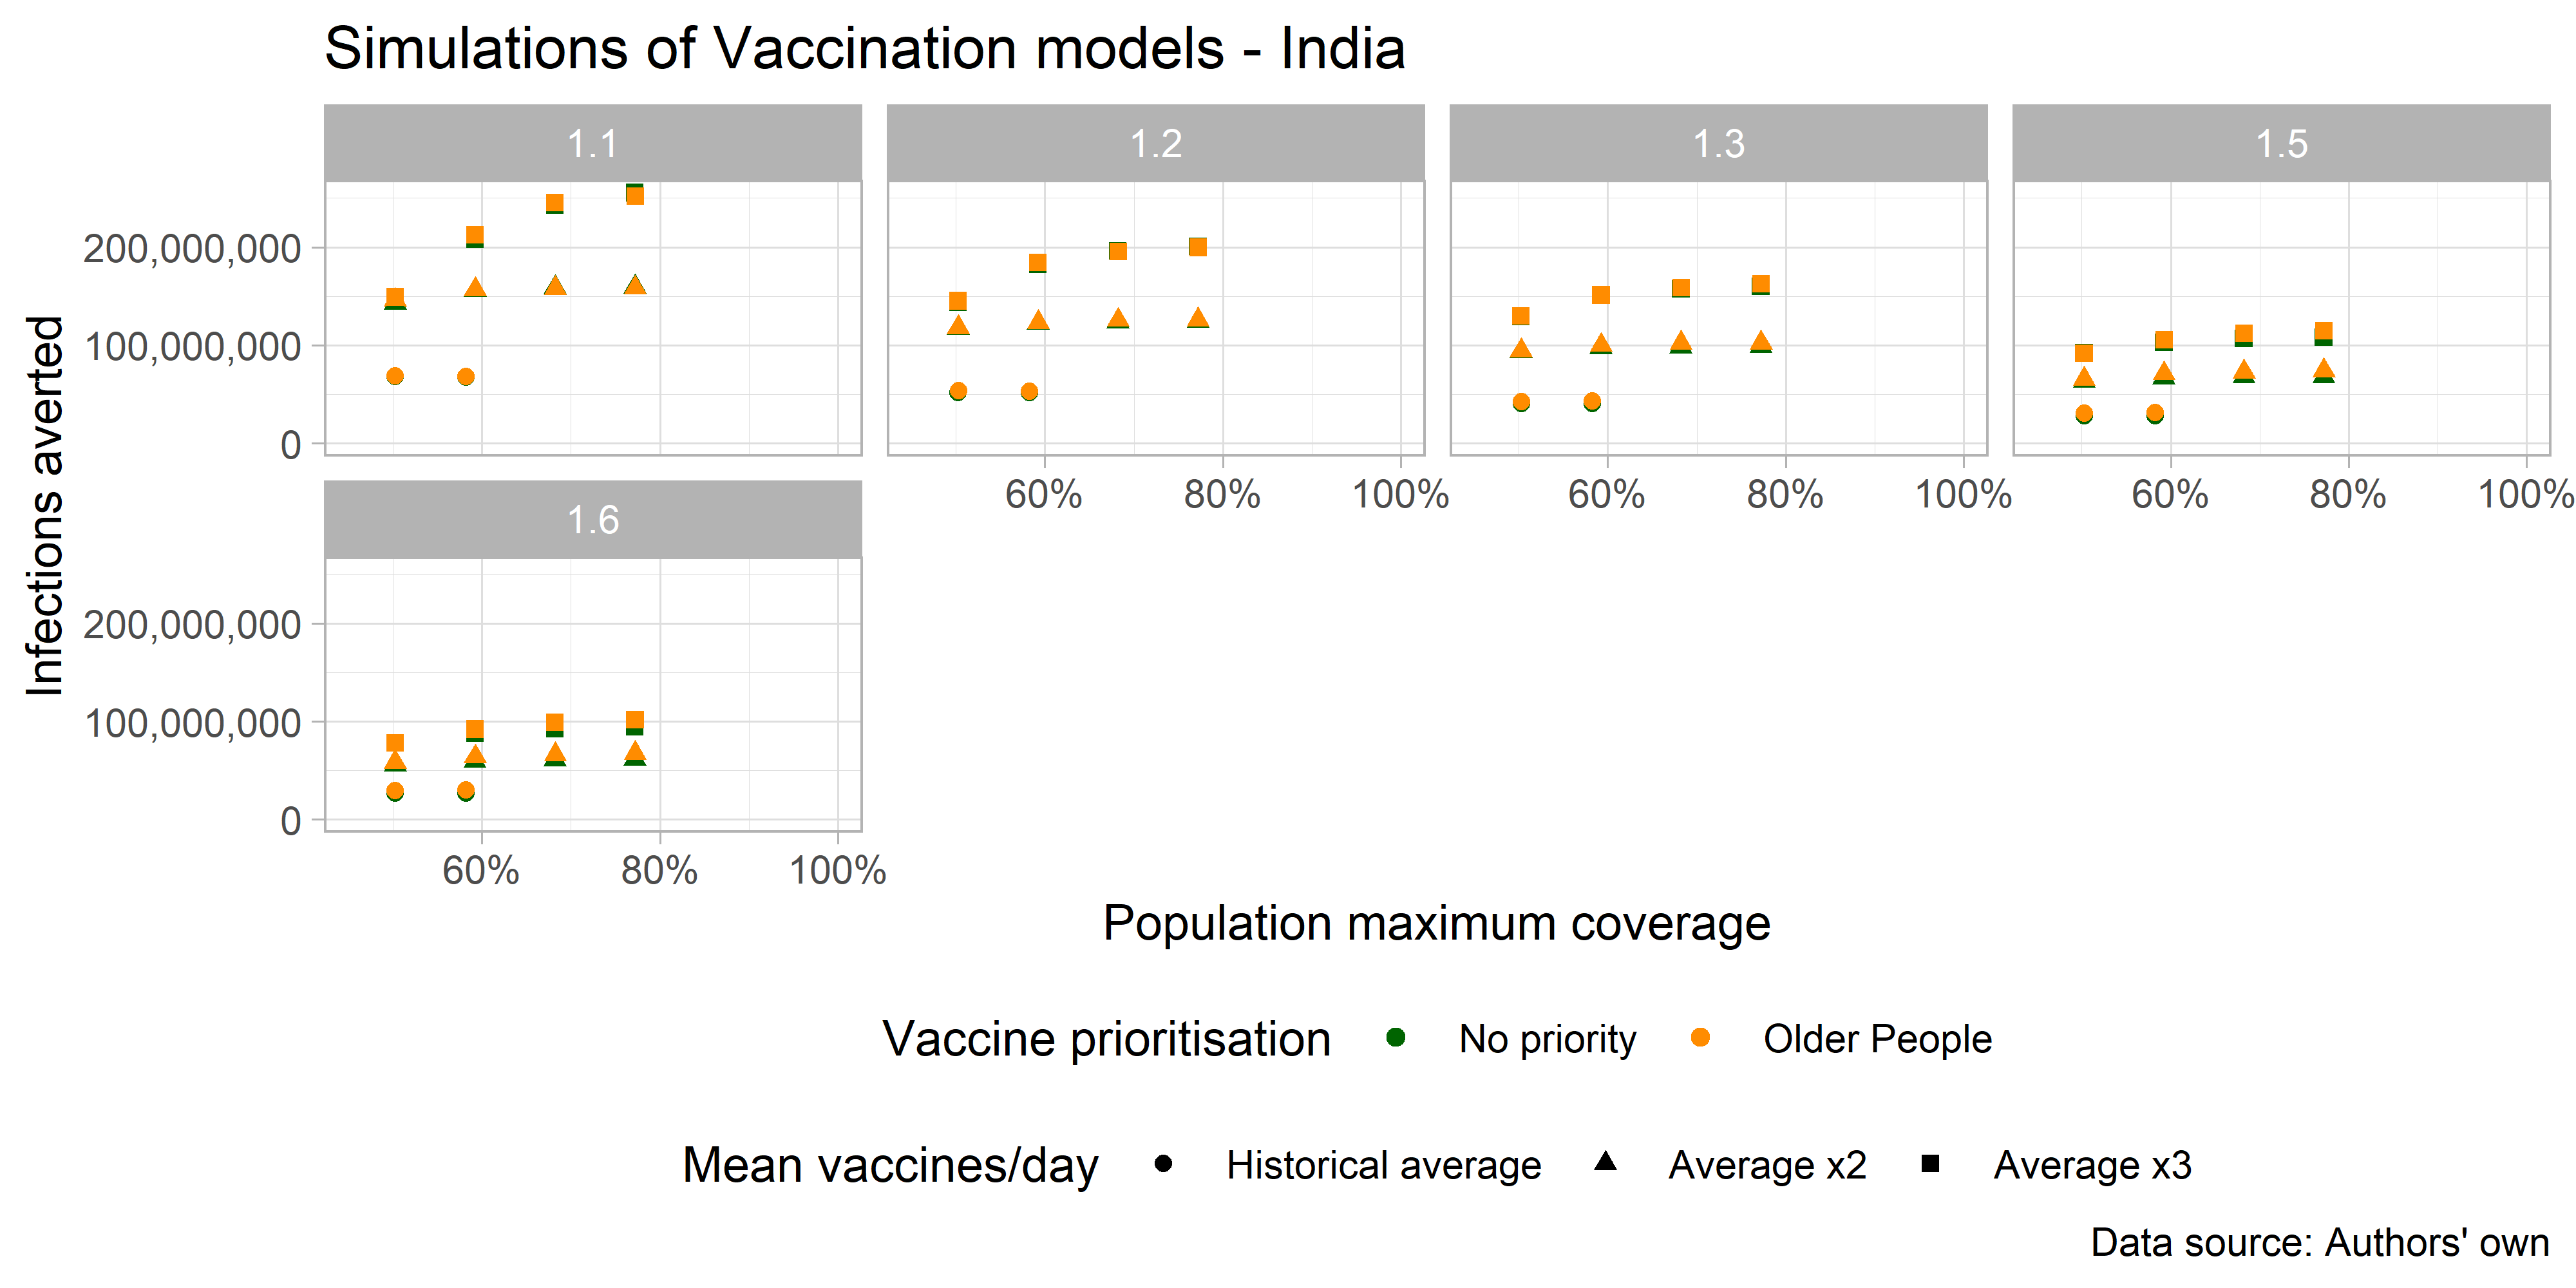 Simulations of Vaccination models - India
1.1
1.2
1.3
1.5
200,000,000
100,000,000
0
60%
80%
100%
60%
80%
100%
60%
80%
100%
1.6
200,000,000
100,000,000
0
60%
80%
100%
Infections averted
Population maximum coverage
Vaccine prioritisation
No priority
Older People
Mean vaccines/day
Historical average
Average x2
Average x3
Data source: Authors' own